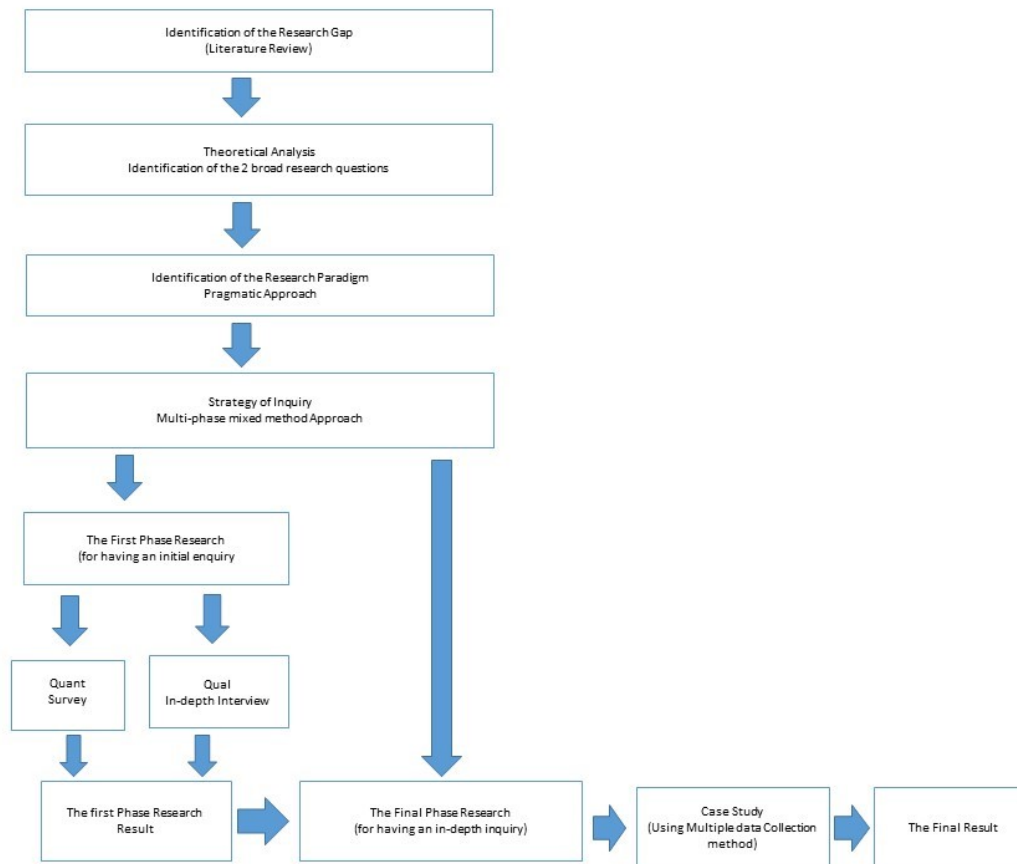 Identification of the Research Gap
(Literature Review)
Theoretical Analysis
Identification of the 2 broad research questions
Identification of the Research Paradigm
Pragmatic Approach
Strategy of Inquiry
Multi-phase mixed method Approach
The First Phase Research
(for having an initial enquiry
Quant
Survey
Qual
In-depth Interview
The first Phase Research
Result
The Final Phase Research
(for having an in-depth inquiry)
Case Study
(Using Multiple data Collection
method)
The Final Result